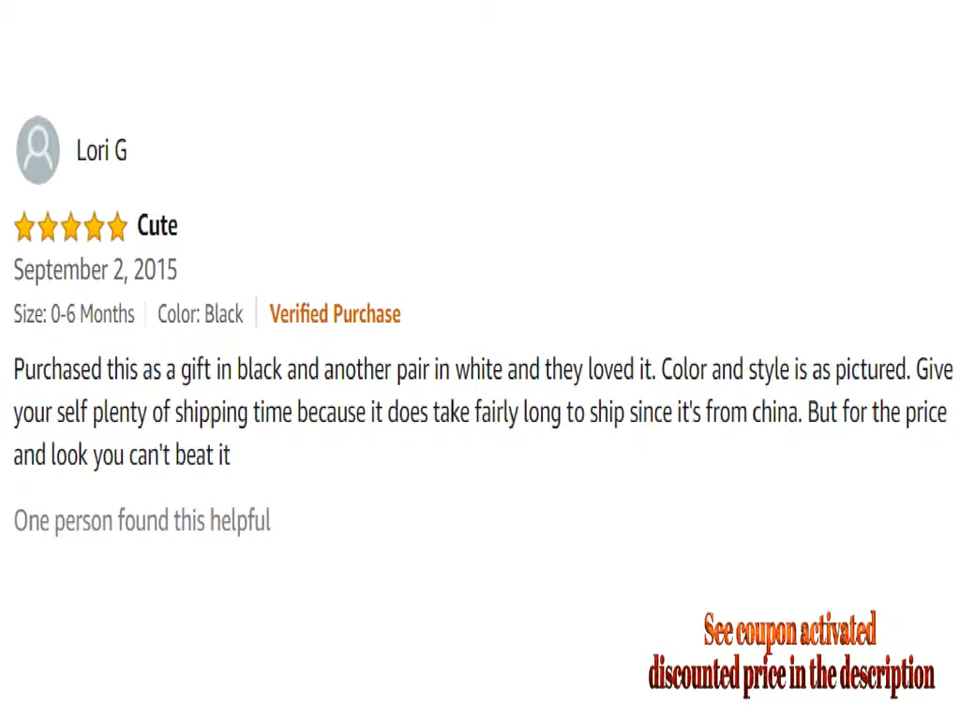 Lori G
Cute
September 2, 2015
Size: 0-6 Months Color: Black Verified Purchase
Purchased this as a gift in black and another pair in white and they loved it. Color and style is as pictured. Give
your self plenty of shipping time because it does take fairly long to ship since it's from china. But for the price
and look you can't beat it
One person found this helpful
See coupon activated
discounted price in the description